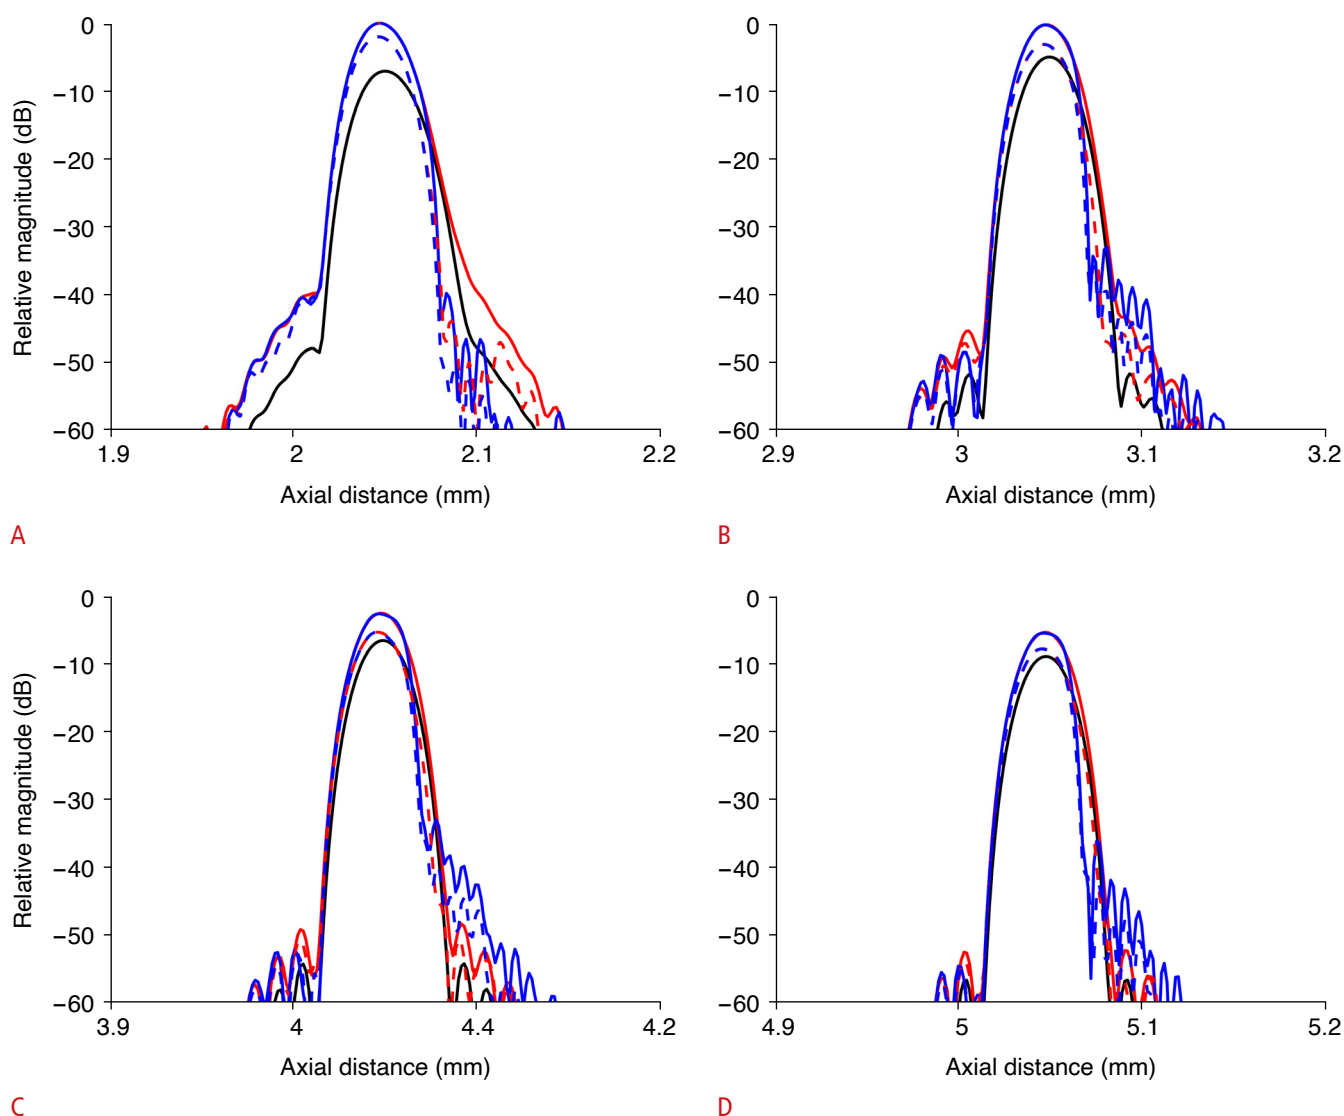 0
−10
−20
−30
−40
−50
−60
Relative magnitude (dB)
1.9 2 2.1 2.2
Axial distance (mm)
A
0
−10
−20
−30
−40
−50
−60
2.9 3 3.1 3.2
Axial distance (mm)
B
0
−10
−20
−30
−40
−50
−60
Relative magnitude (dB)
3.9 4 4.4 4.2
Axial distance (mm)
C
0
−10
−20
−30
−40
−50
−60
4.9 5 5.1 5.2
Axial distance (mm)
D